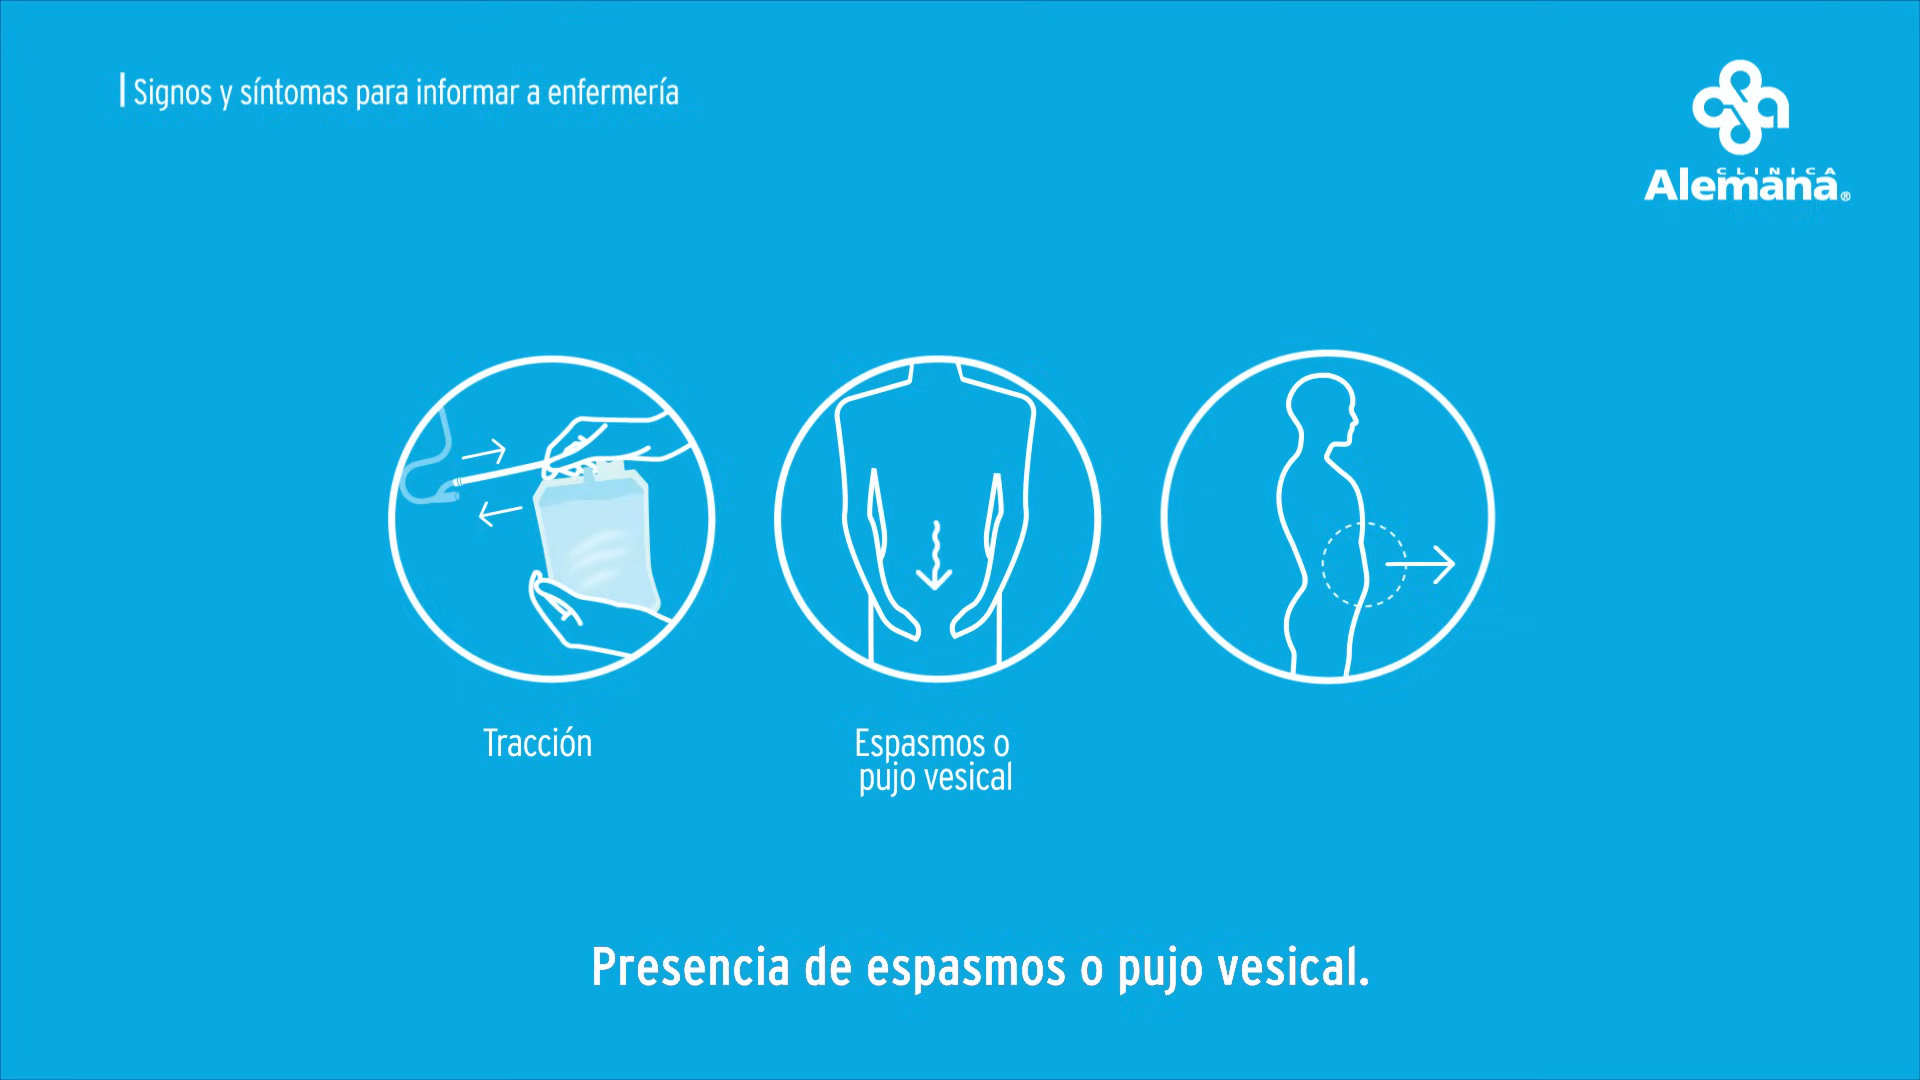 Signos y síntomas para informar a enfermería
CLINICA
Alemana®
Tracción
Espasmos o
pujo vesical
Presencia de espasmos o pujo vesical.